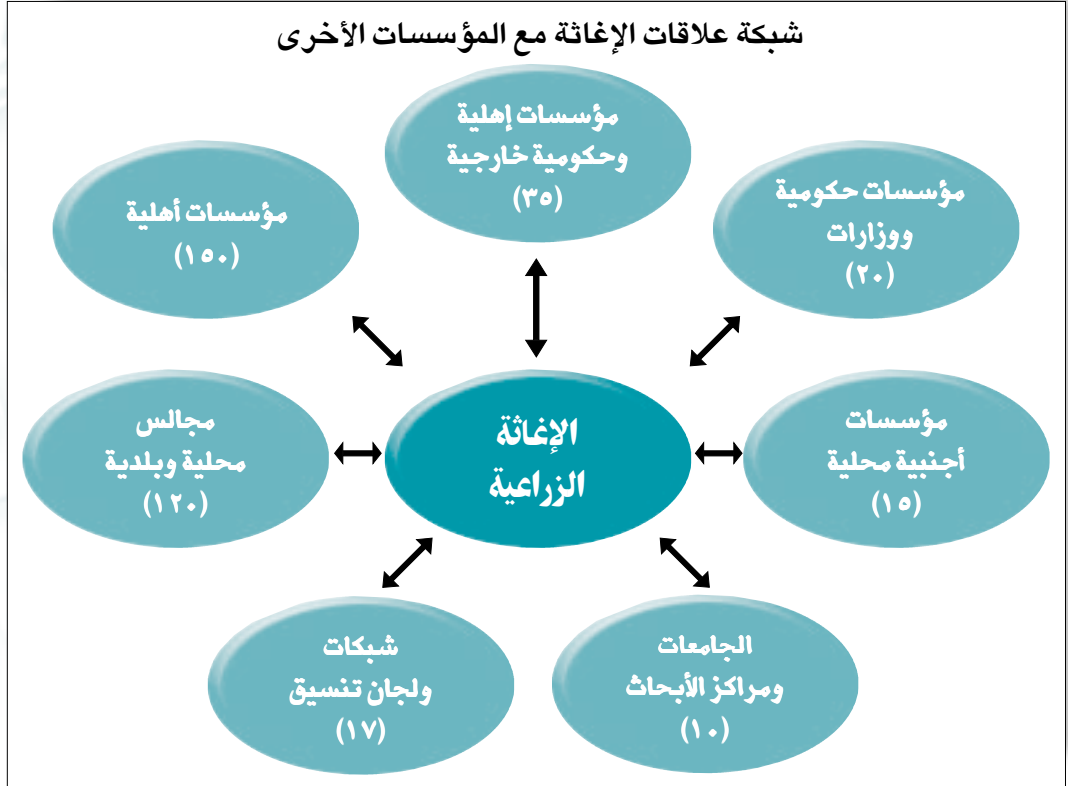 شبكة علاقات الإغاثة مع المؤسسات الأخرى
مؤسسات إهلية
وحكومية خارجية
(٣٥)
مؤسسات حكومية
ووزارات
(٢٠)
مؤسسات أهلية
(١٥٠)
مؤسسات
أجنبية محلية
(١٥)
الإغاثة
الزراعية
مجالس
محلية وبلدية
(١٢٠)
الجامعات
ومراكز الأبحاث
(١٠)
شبكات
ولجان تنسيق
(١٧)